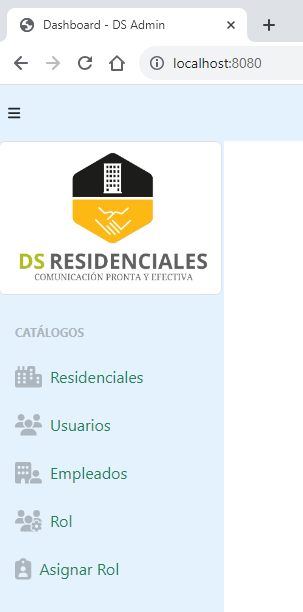 Dashboard - DS Admin
localhost:8080
DS RESIDENCIALES
COMUNICACIÓN PRONTA Y EFECTIVA
CATÁLOGOS
Residenciales
Usuarios
Empleados
Rol
Asignar Rol